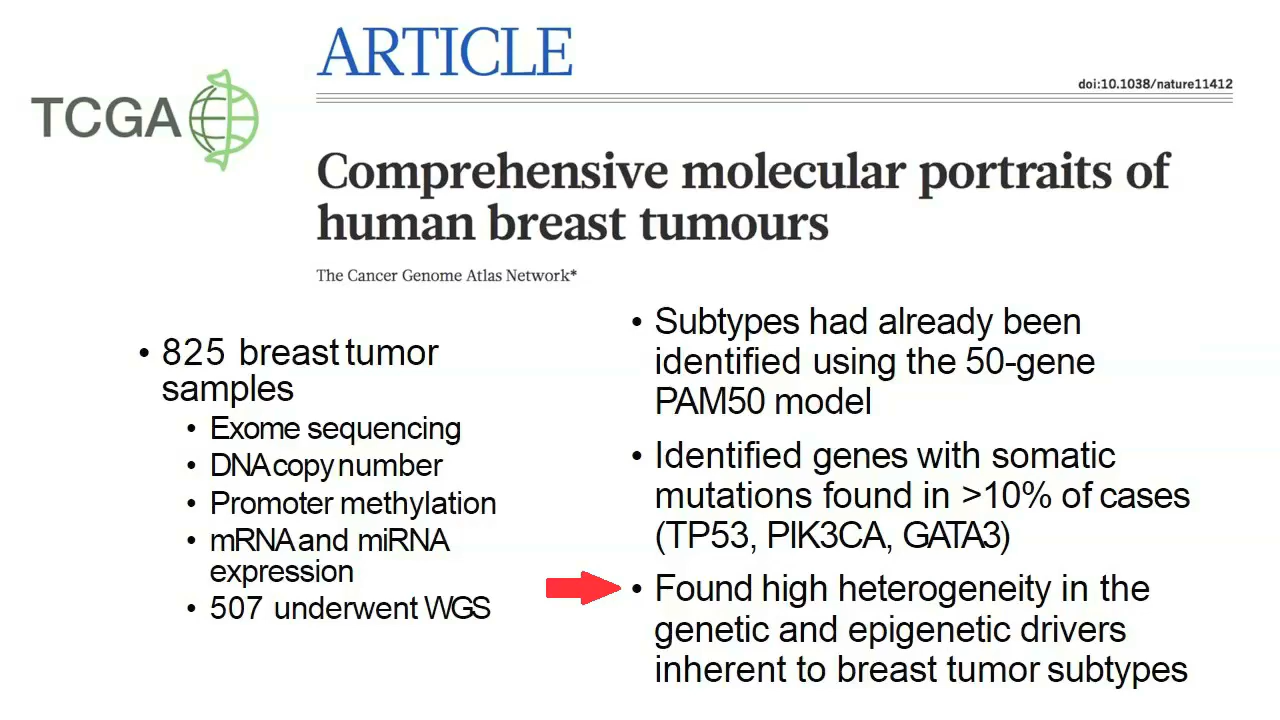 ARTICLE
TCGA
doi:10.1038/nature11412
Comprehensive molecular portraits of
human breast tumours
The Cancer Genome Atlas Network*
• 825 breast tumor
samples
• Exome sequencing
• DNA copy number
• Promoter methylation
• mRNA and miRNA
expression
• 507 underwent WGS
• Subtypes had already been
identified using the 50-gene
PAM50 model
• Identified genes with somatic
mutations found in >10% of cases
(TP53, PIK3CA, GATA3)
• Found high heterogeneity in the
genetic and epigenetic drivers
inherent to breast tumor subtypes